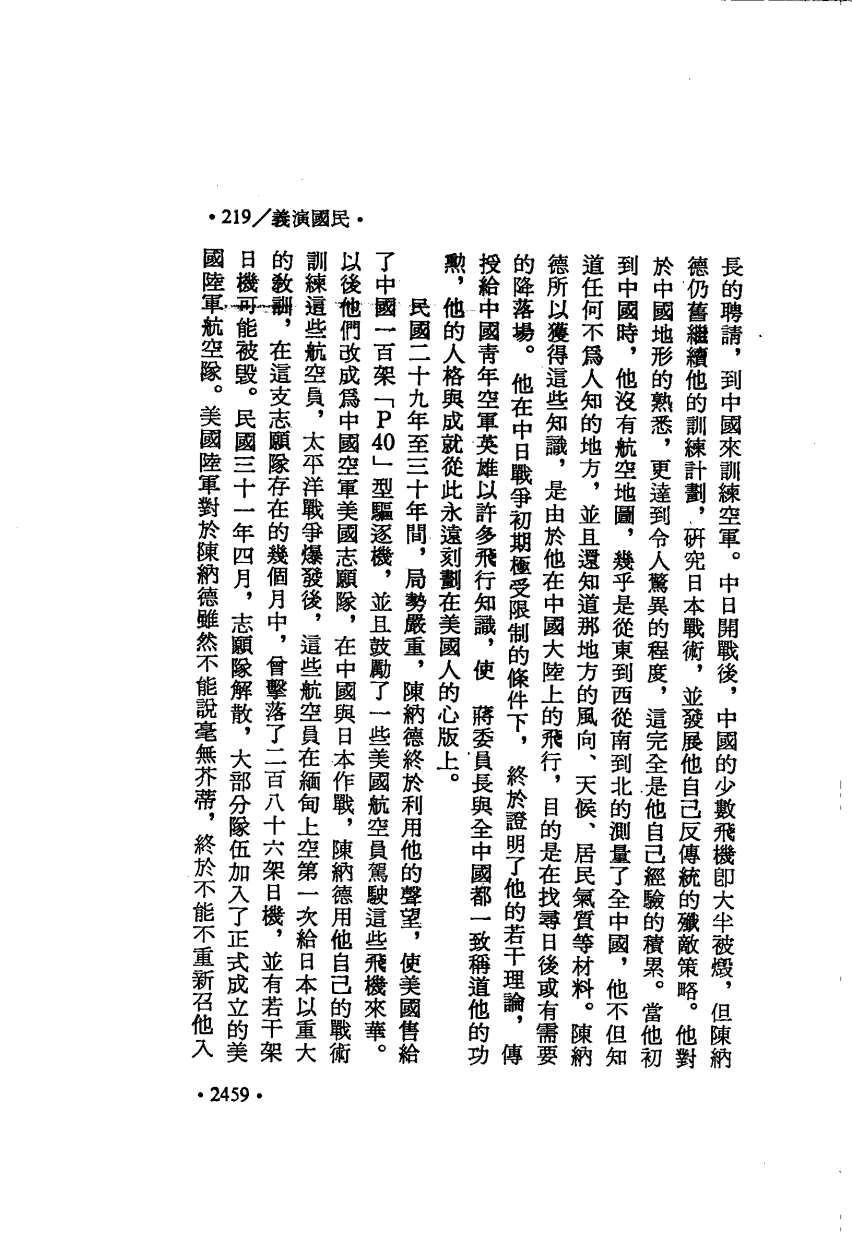 •219／義演國民•
長的聘請，到中國來訓練空軍。中日開戰後，中國的少數飛機卽大半被燬，但陳納
德仍舊繼續他的訓練計劃，硏究日本戰術，並發展他自己反傳統的殲敵策略。他對
於中國地形的熟悉，更達到令人驚異的程度，這完全是他自己經驗的積累。當他初
到中國時，他沒有航空地圖，幾乎是從東到西從南到北的測量了全中國，他不但知
道任何不爲人知的地方，並且還知道那地方的風向、天候、居民氣質等材料。陳納
德所以獲得這些知識，是由於他在中國大陸上的飛行，目的是在找尋日後或有需要
的降落場。他在中日戰爭初期極受限制的條件下，終於證明了他的若干理論，傳
授給中國靑年空軍英雄以許多飛行知識，使　蔣委員長與全中國都一致稱道他的功
勲，他的人格與成就從此永遠刻劃在美國人的心版上。
民國二十九年至三十年間，局勢嚴重，陳納德終於利用他的聲望，使美國售給
了中國一百架「P40」型驅逐機，並且鼓勵了一些美國航空員駕駛這些飛機來華。
以後他們改成爲中國空軍美國志願隊，在中國與日本作戰，陳納德用他自己的戰術
訓練這些航空員，太平洋戰爭爆發後，這些航空員在緬甸上空第一次給日本以重大
的敎訓，在這支志願隊存在的幾個月中，曾擊落了二百八十六架日機，並有若干架
日機可能被毀。民國三十一年四月，志願隊解散，大部分隊伍加入了正式成立的美
國陸軍航空隊。美國陸軍對於陳納德雖然不能說毫無芥蒂，終於不能不重新召他入
•2459•